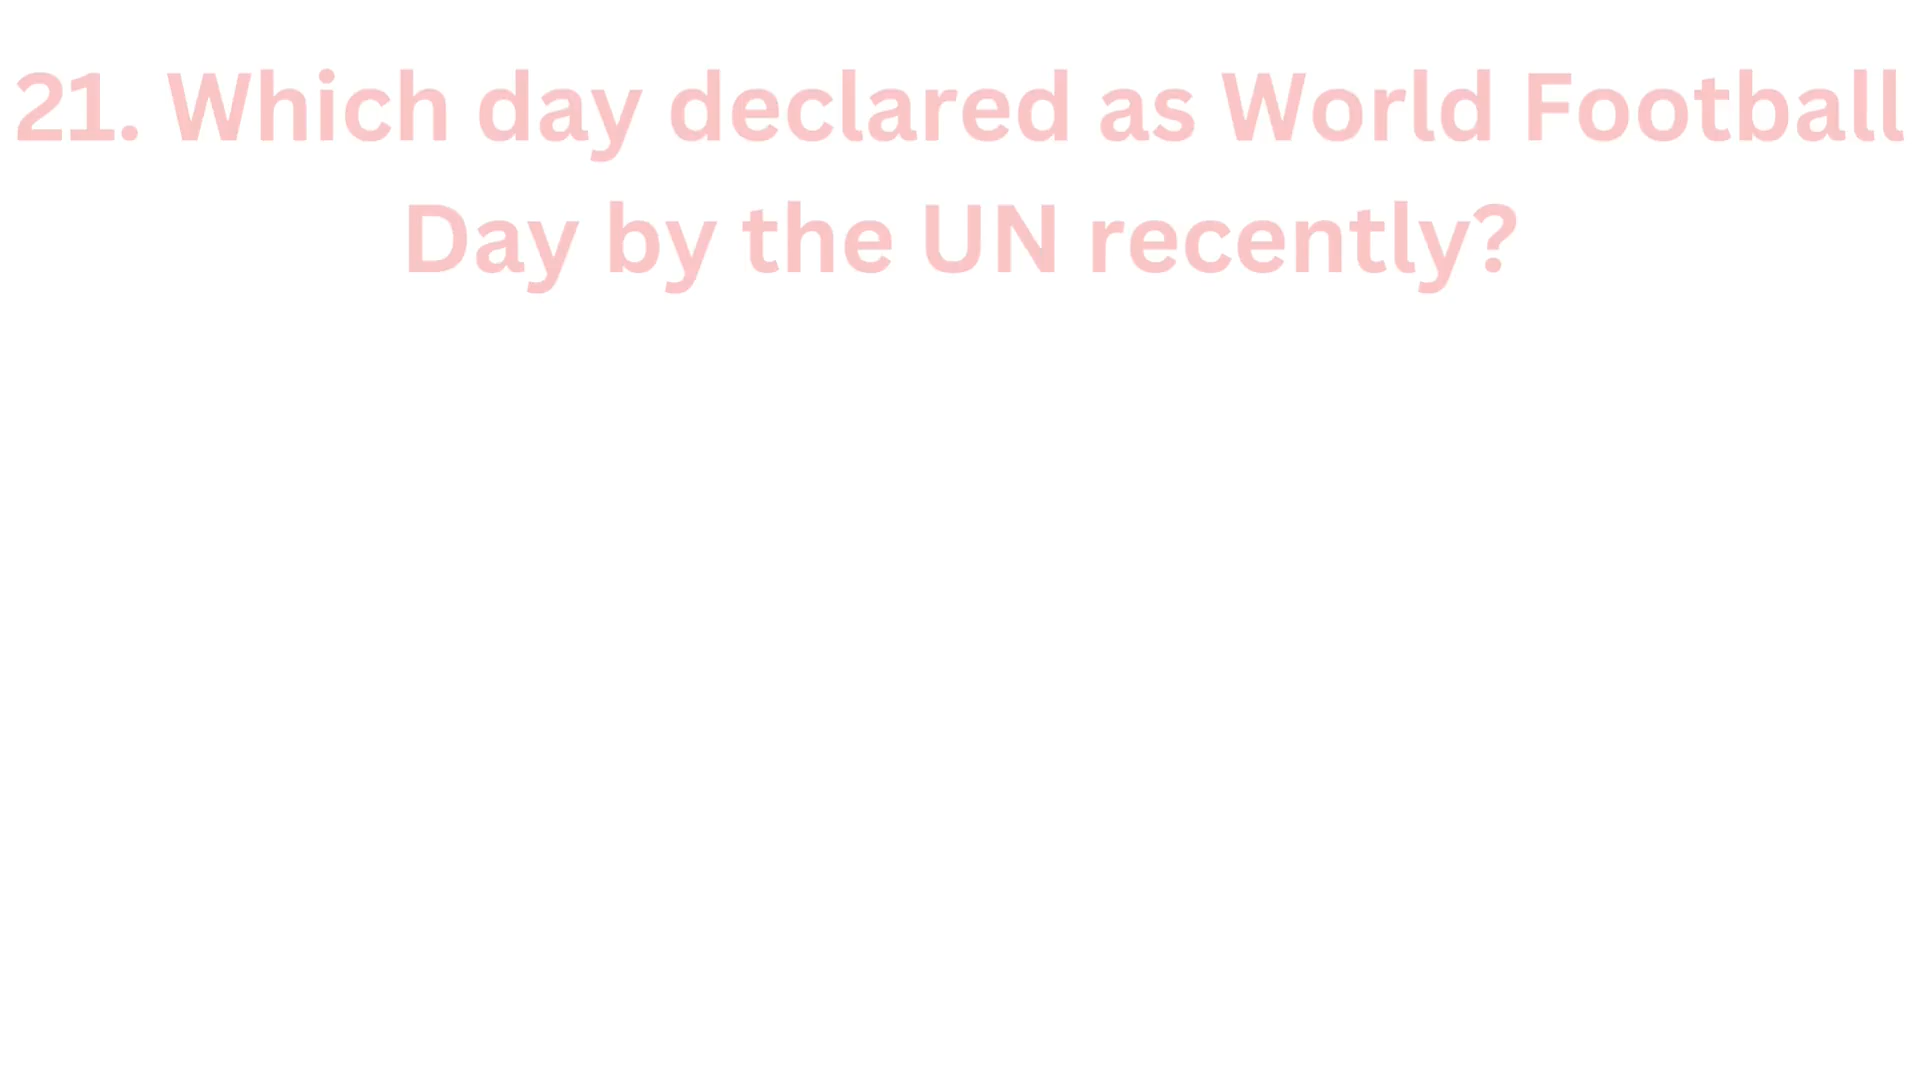 21. Which day declared as World Football
Day by the UN recently?